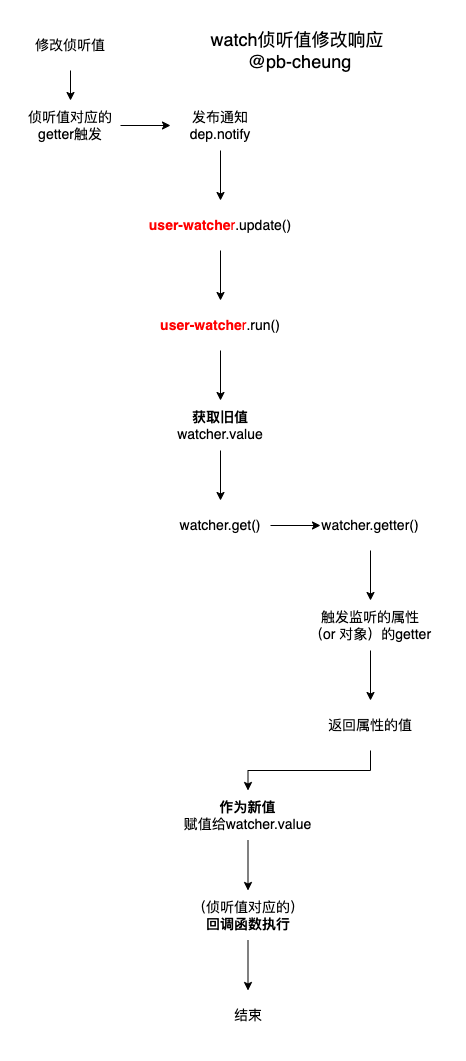 watch侦听值修改响应
@pb-cheung
修改侦听值
侦听值对应的
getter触发
发布通知
dep.notify
user-watcher.update()
user-watcher.run()
获取旧值
watcher.value
watcher.get()
watcher.getter()
触发监听的属性
（or 对象）的getter
返回属性的值
作为新值
赋值给watcher.value
（侦听值对应的）
回调函数执行
结束